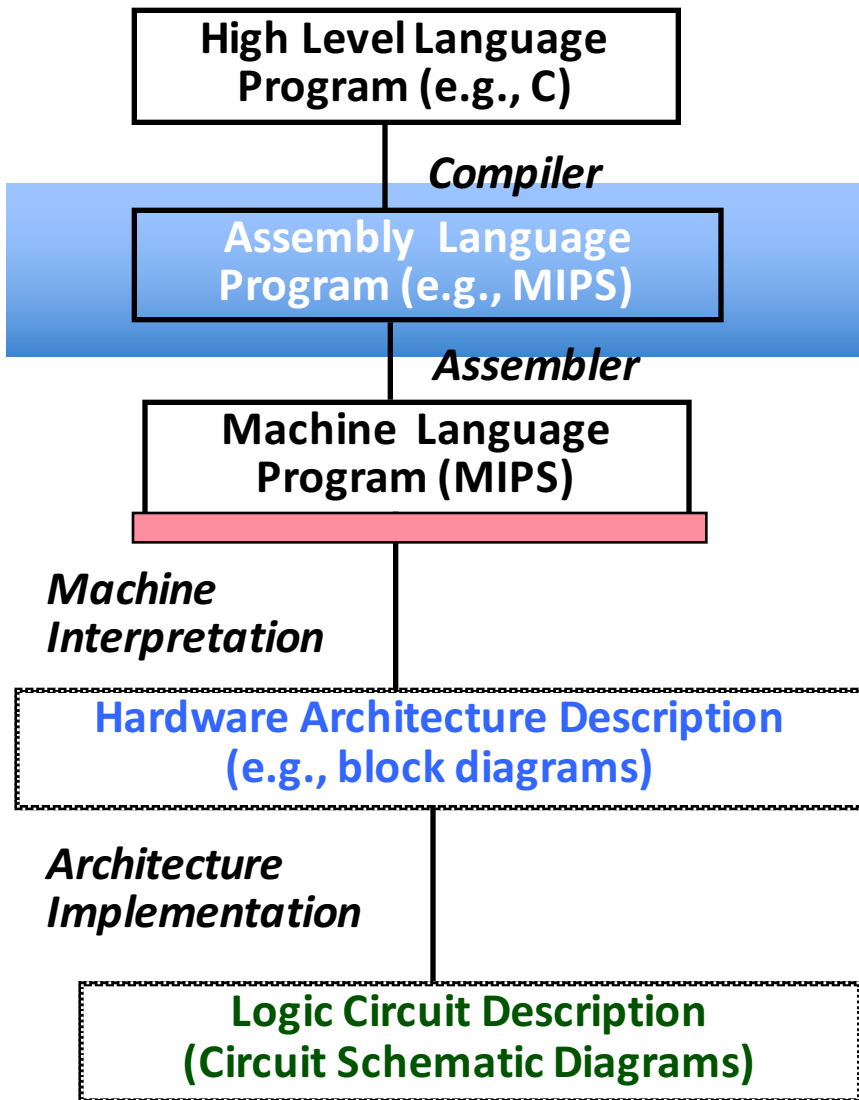 High Level Language
Program (e.g., C)
Compiler
Assembly Language
Program (e.g., MIPS)
Assembler
Machine Language
Program (MIPS)
Machine
Interpretation
Hardware Architecture Description
(e.g., block diagrams)
Architecture
Implementation
Logic Circuit Description
(Circuit Schematic Diagrams)